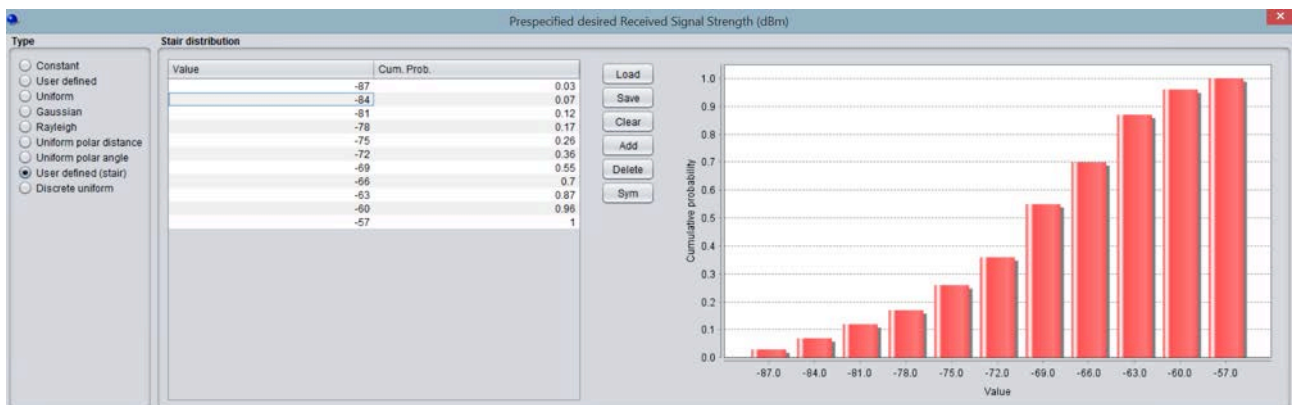 Prespecified desired Received Signal Strength (dBm)
Type
Constant
User defined
Uniform
Gaussian
Rayleigh
Uniform polar distance
Uniform polar angle
User defined (stair)
Discrete uniform
Stair distribution
Value Cum. Prob.
-87 0.03
-84 0.07
-81 0.12
-78 0.17
-75 0.26
-72 0.36
-69 0.55
-66 0.7
-63 0.87
-60 0.96
-57 1
Load
Save
Clear
Add
Delete
Sym
Cumulative probability
1.0
0.9
0.8
0.7
0.6
0.5
0.4
0.3
0.2
0.1
0.0
-87.0 -84.0 -81.0 -78.0 -75.0 -72.0 -69.0 -66.0 -63.0 -60.0 -57.0
Value